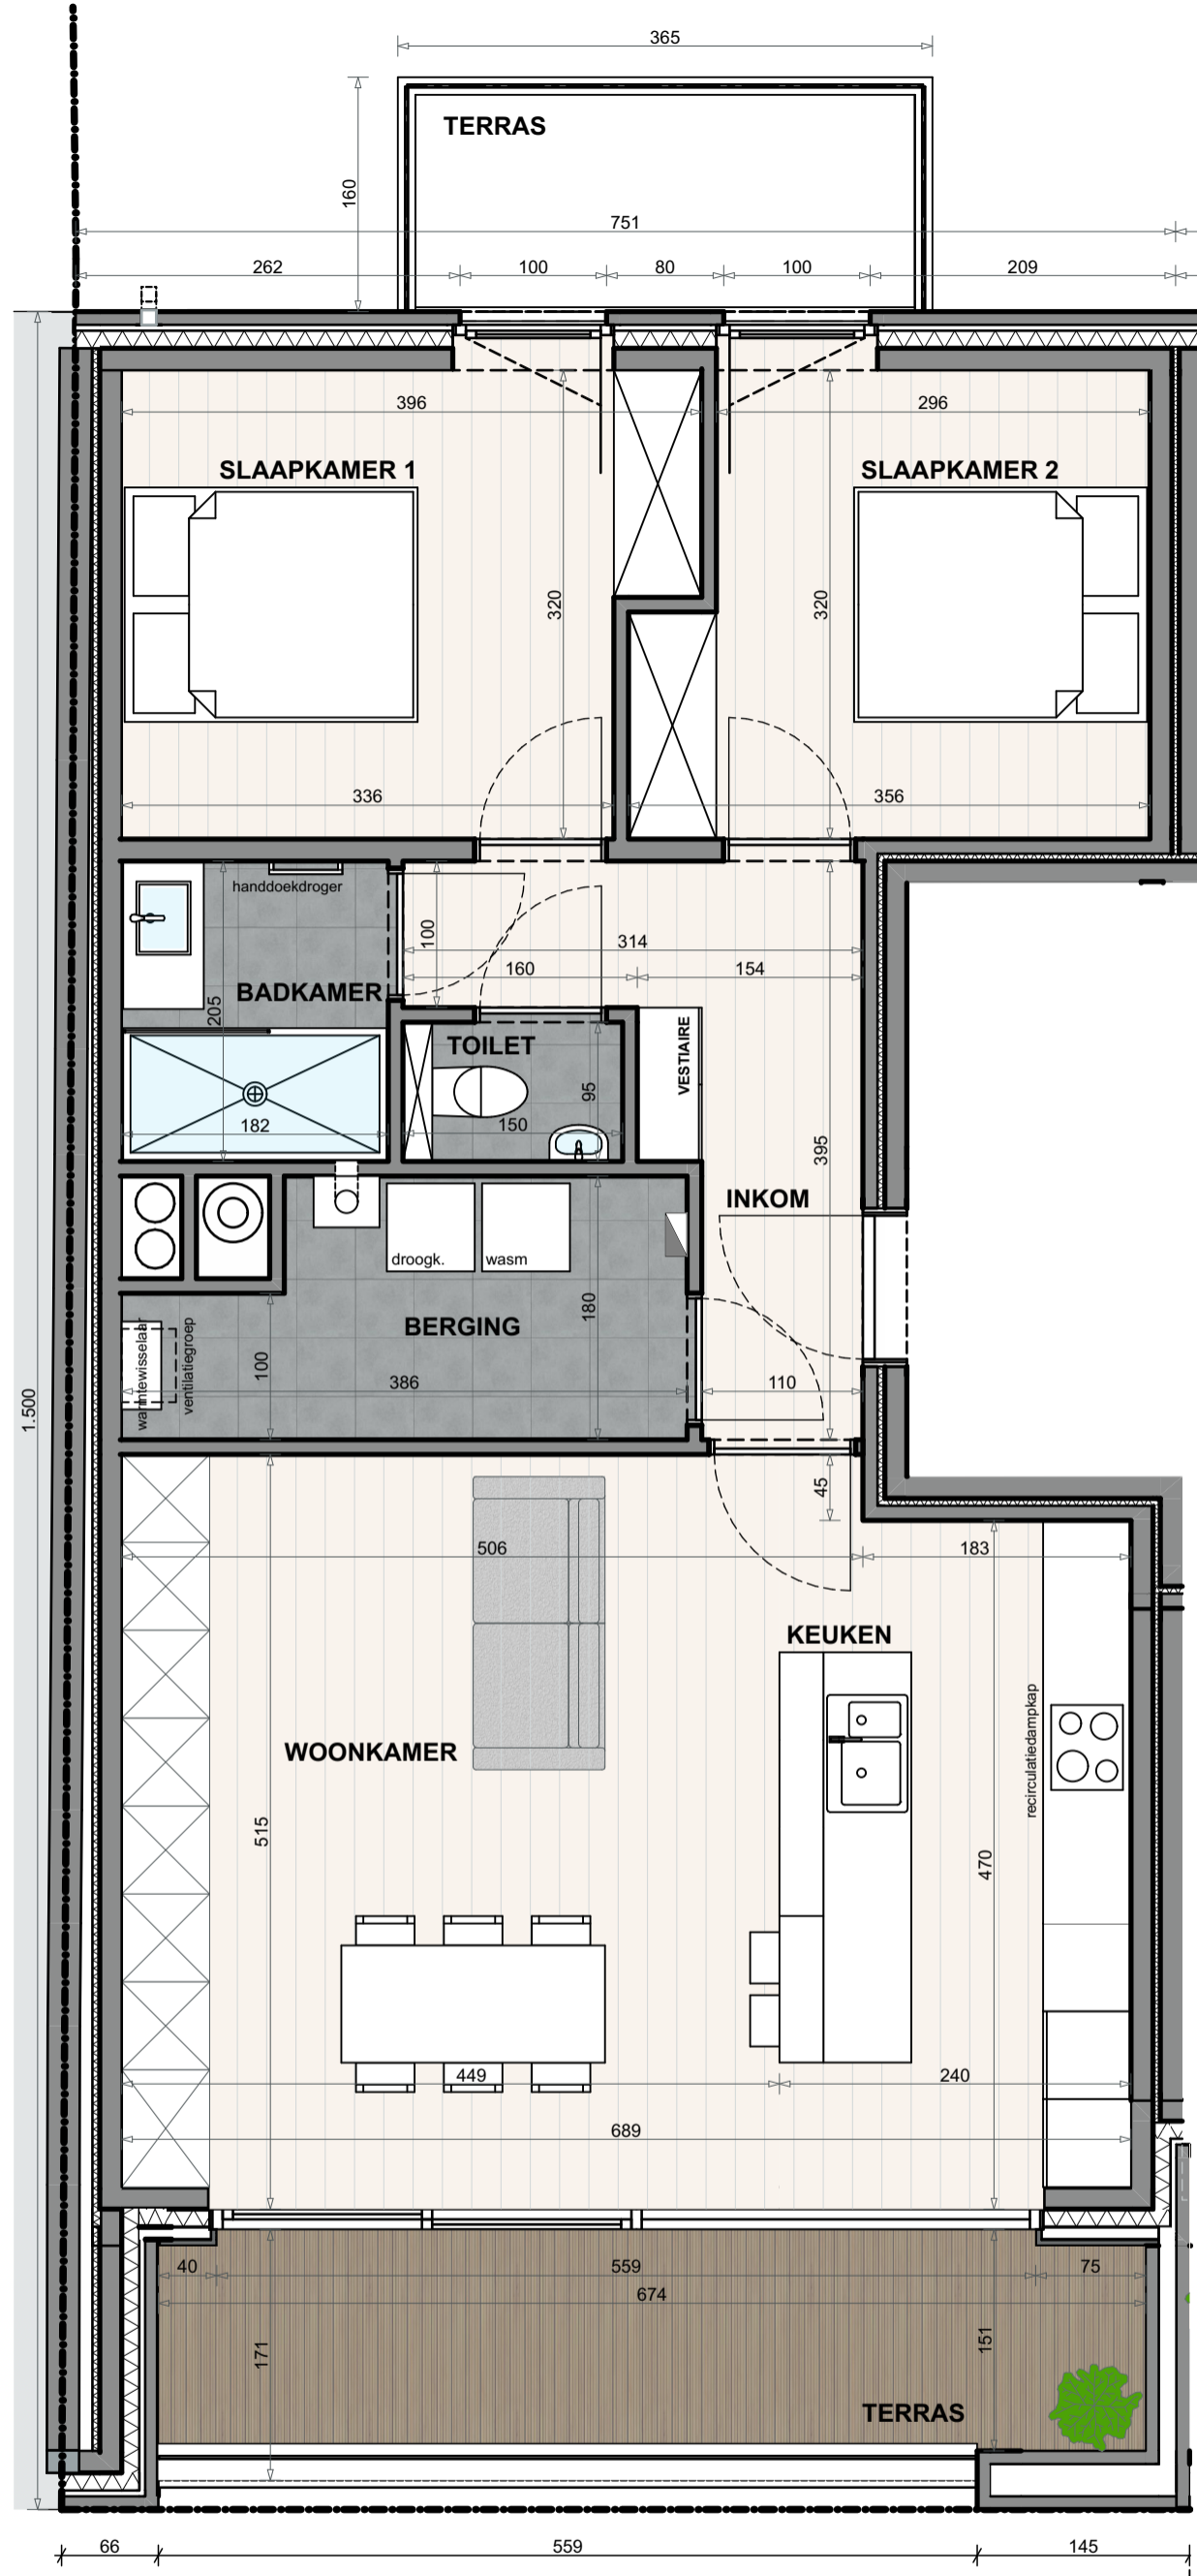 365
TERRAS
160
751
262 100 80 100 209
396 296
SLAAPKAMER 1 SLAAPKAMER 2
320 320
336 356
handdoekdroger
100
314
160 154
BADKAMER
205
TOILET
VESTIAIRE
95
182 150
395
INKOM
droogk. wasm
180
BERGING
warmtewisselaar
ventilatiegroep
100
386 110
1.500
45
506 183
KEUKEN
recirculatiedampkap
WOONKAMER
515
470
449 240
689
40 559 75
674
171
151
TERRAS
66 559 145